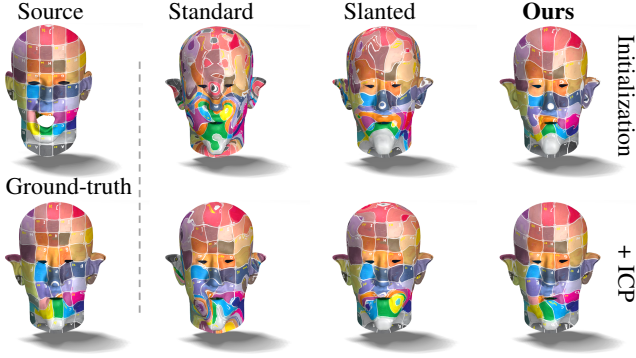 Source
Standard
Slanted
Ours
Initialization
Ground-truth
+ ICP